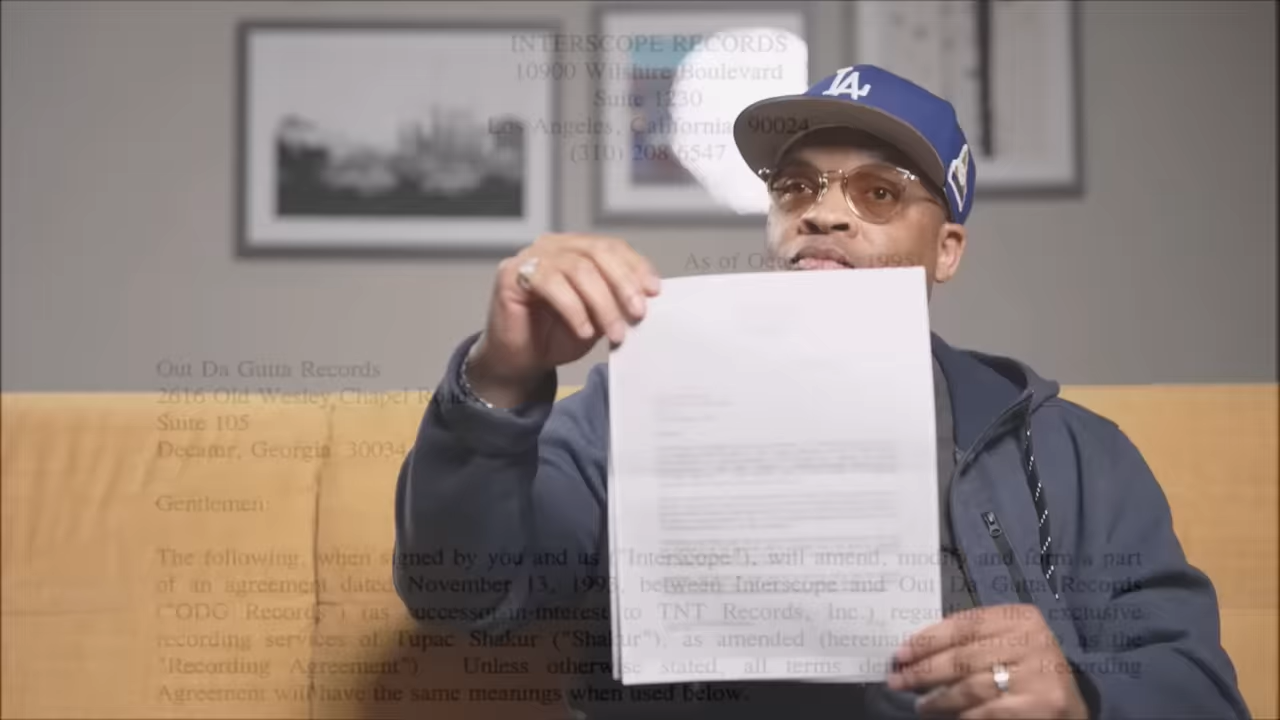 INTERSCOPE RECORDS
10900 Wilshire Boulevard
Suite 1230
Los Angeles, California 90024
(310) 208-6547
LA
As of 1995
Out Da Gutta Records
2616 Old Wesley Chapel Road
Suite 105
Decatur, Georgia 30034
Gentlemen:
The following, when signed by you and us ("Interscope"), will amend, modify and form a part
of an agreement dated November 13, 1993, between Interscope and Out Da Gutta Records
("ODG Records") (as successor-in-interest to TNT Records, Inc.) regarding the exclusive
recording services of Tupac Shakur ("Shakur"), as amended (hereinafter referred to as the
"Recording Agreement"). Unless otherwise stated, all terms defined in the Recording
Agreement will have the same meanings when used below.